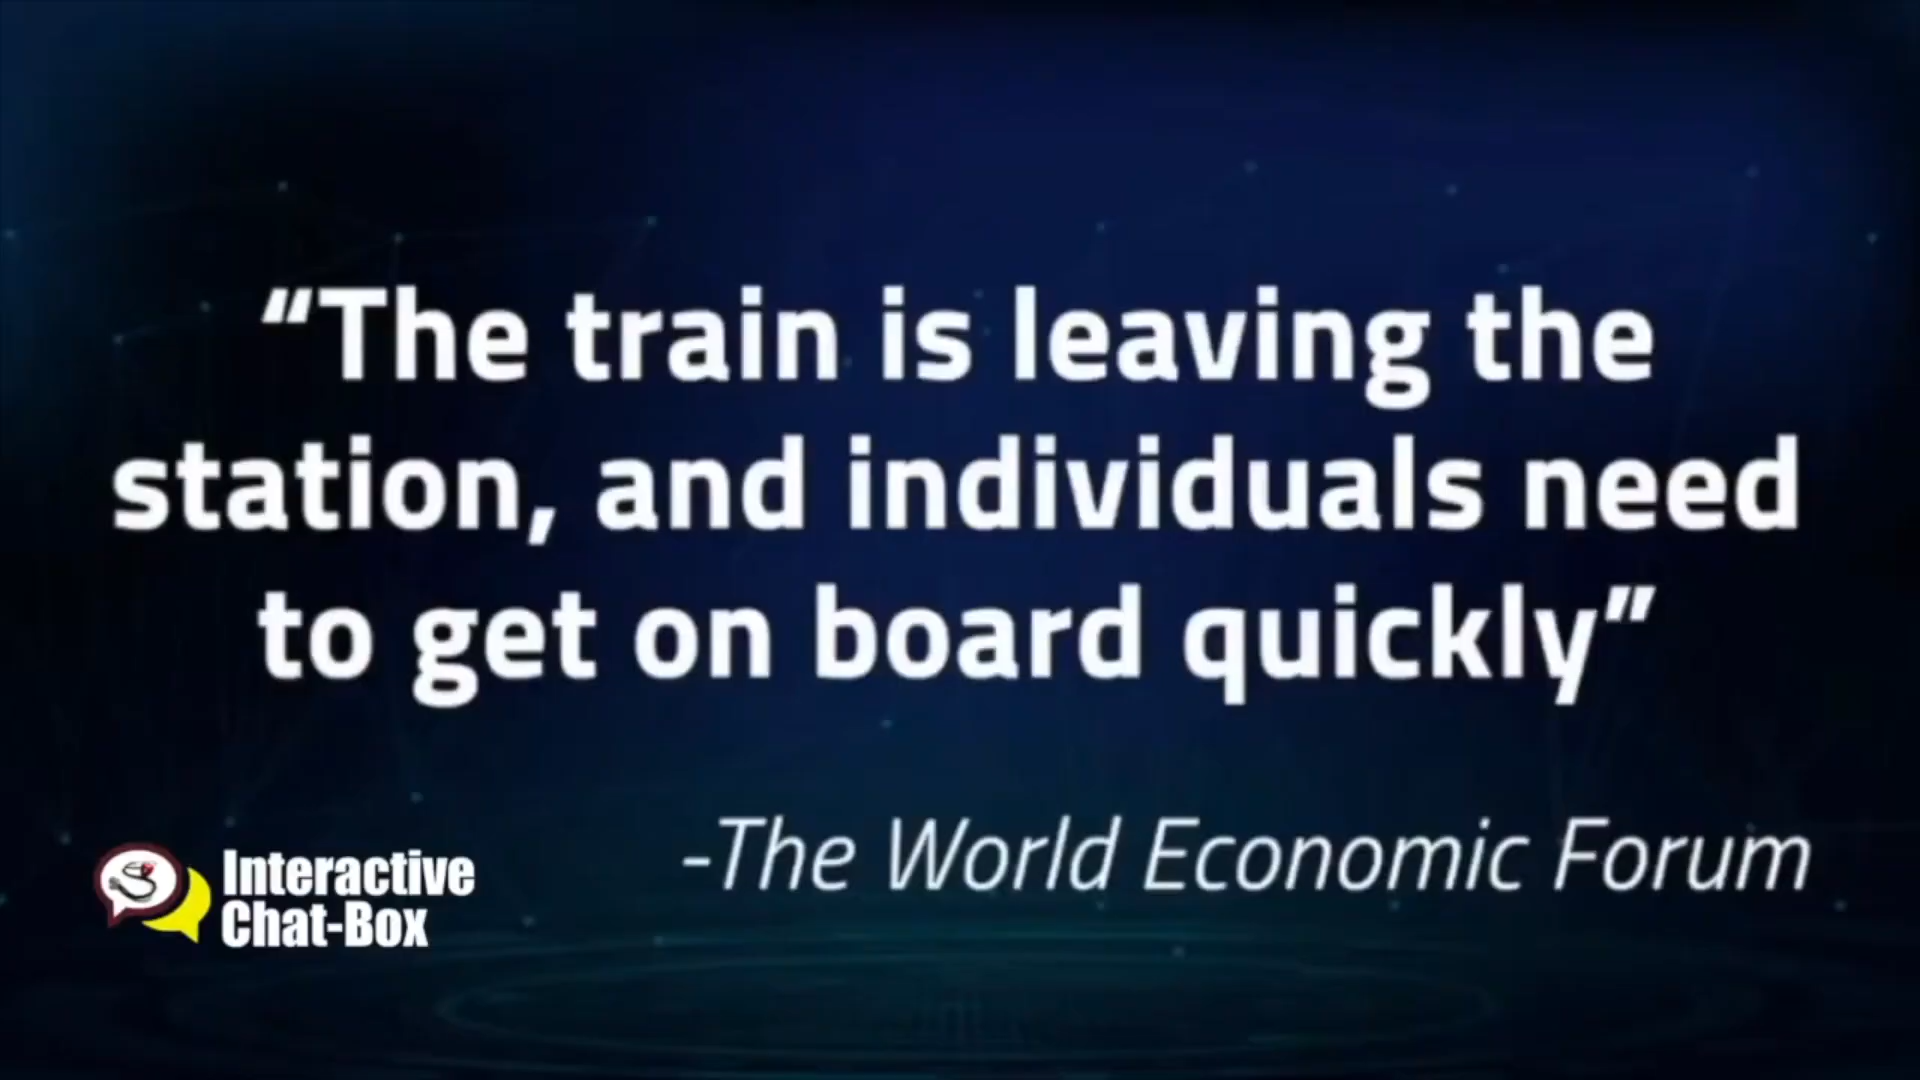 “The train is leaving the
station, and individuals need
to get on board quickly”
-The World Economic Forum
Interactive
Chat-Box